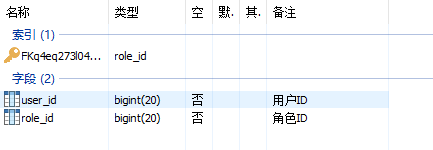 名称 类型 空 默. 其. 备注
索引 (1)
FKq4eq273l04... role_id
字段 (2)
user_id bigint(20) 否 用户ID
role_id bigint(20) 否 角色ID